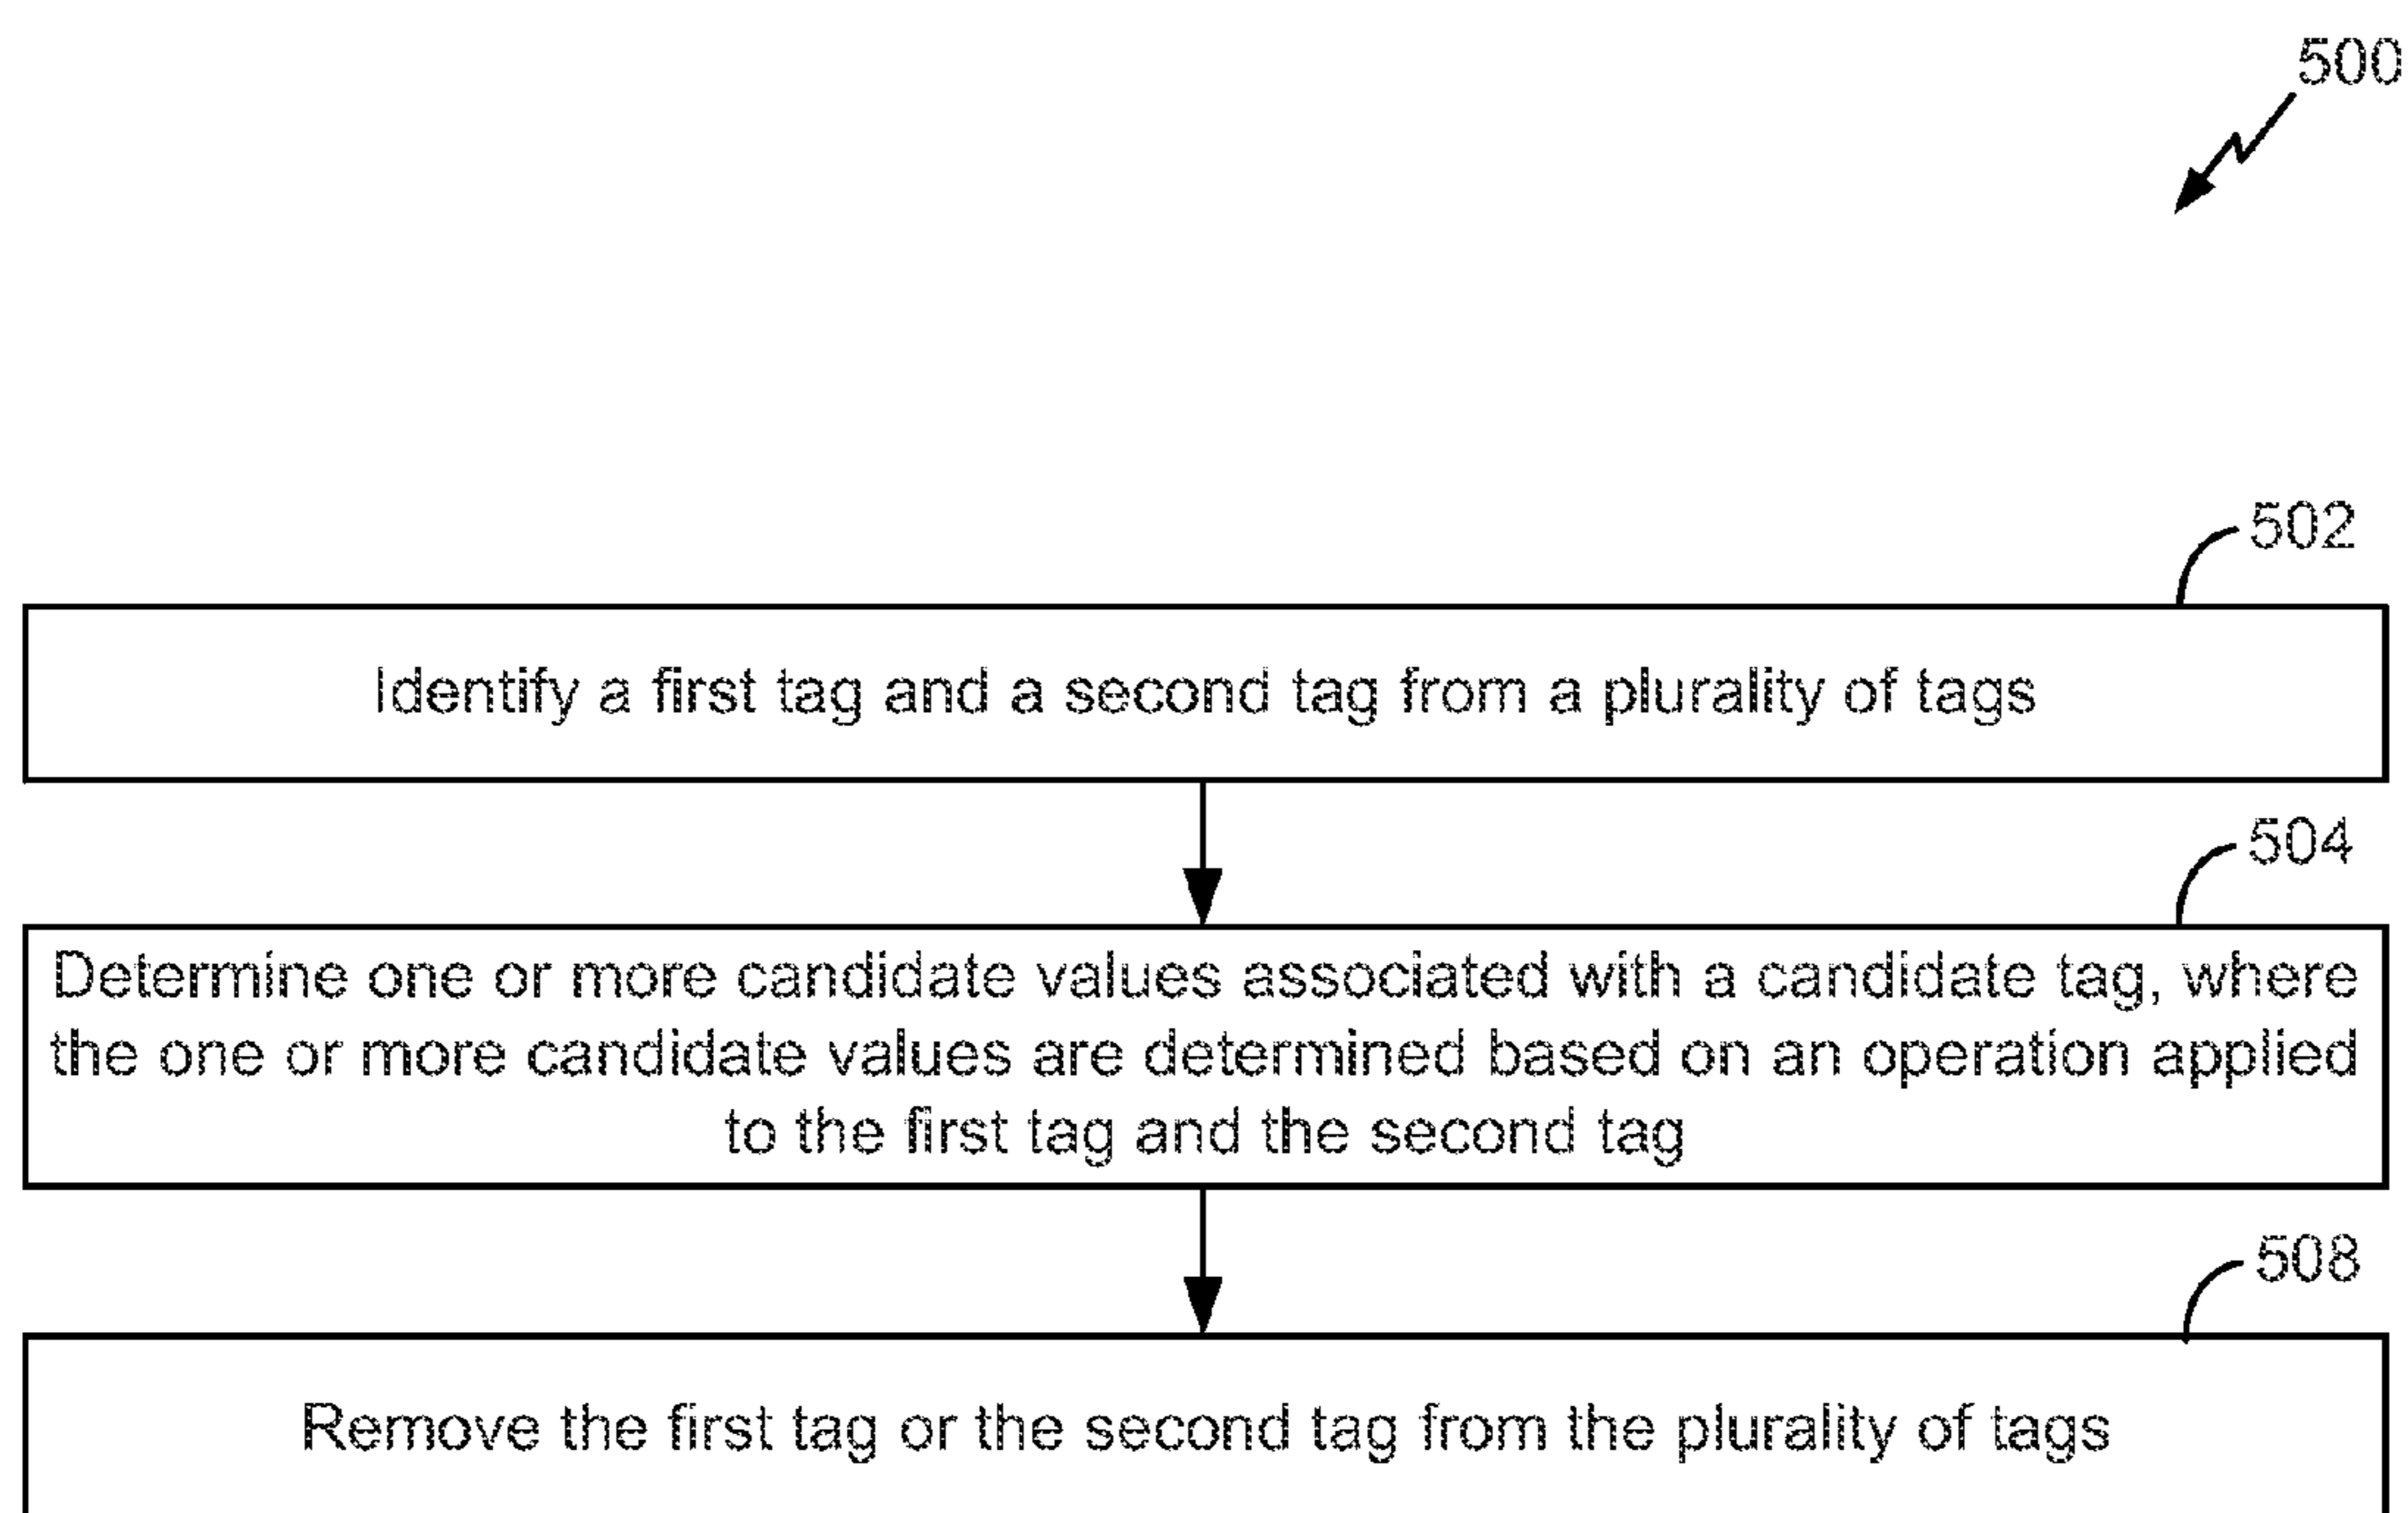 500
502
Identify a first tag and a second tag from a plurality of tags
504
Determine one or more candidate values associated with a candidate tag, where
the one or more candidate values are determined based on an operation applied
to the first tag and the second tag
508
Remove the first tag or the second tag from the plurality of tags